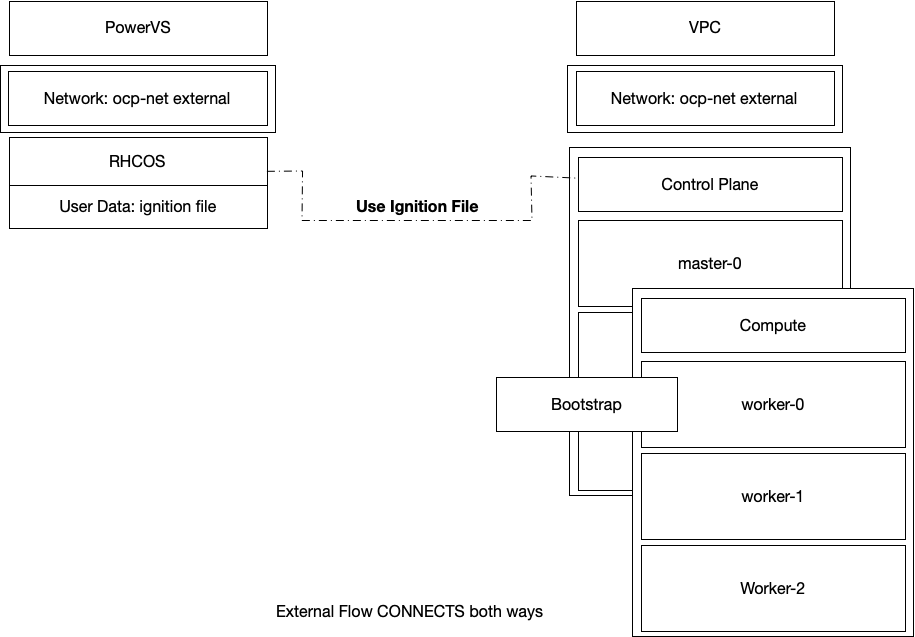 PowerVS
VPC
Network: ocp-net external
Network: ocp-net external
RHCOS
User Data: ignition file
Use Ignition File
Control Plane
master-0
Compute
Bootstrap
worker-0
worker-1
Worker-2
External Flow CONNECTS both ways